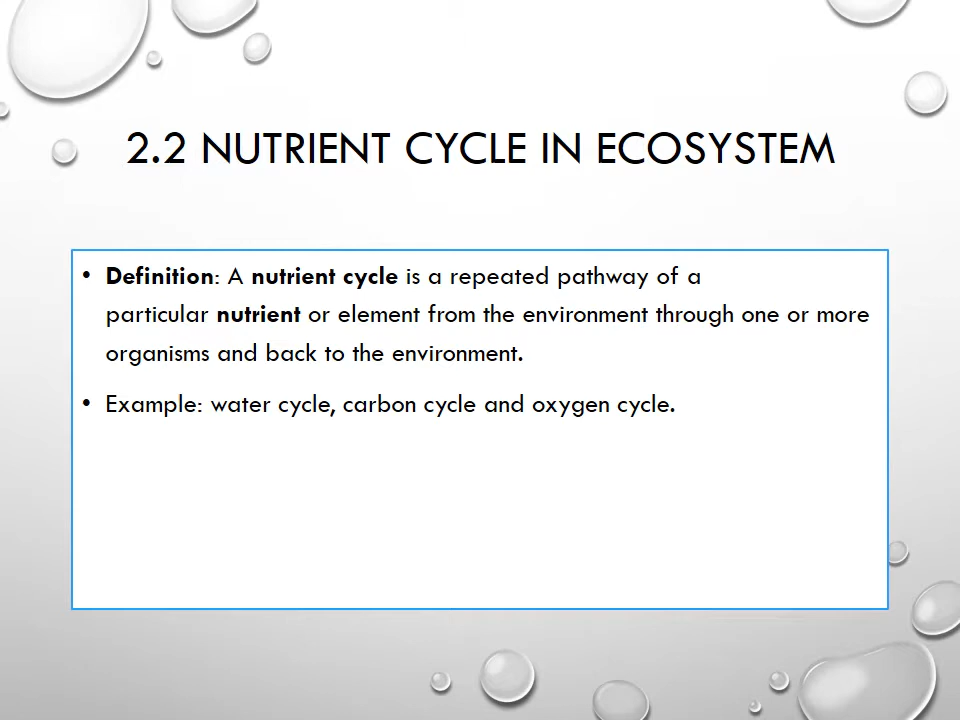 2.2 NUTRIENT CYCLE IN ECOSYSTEM
• Definition: A nutrient cycle is a repeated pathway of a
particular nutrient or element from the environment through one or more
organisms and back to the environment.
• Example: water cycle, carbon cycle and oxygen cycle.